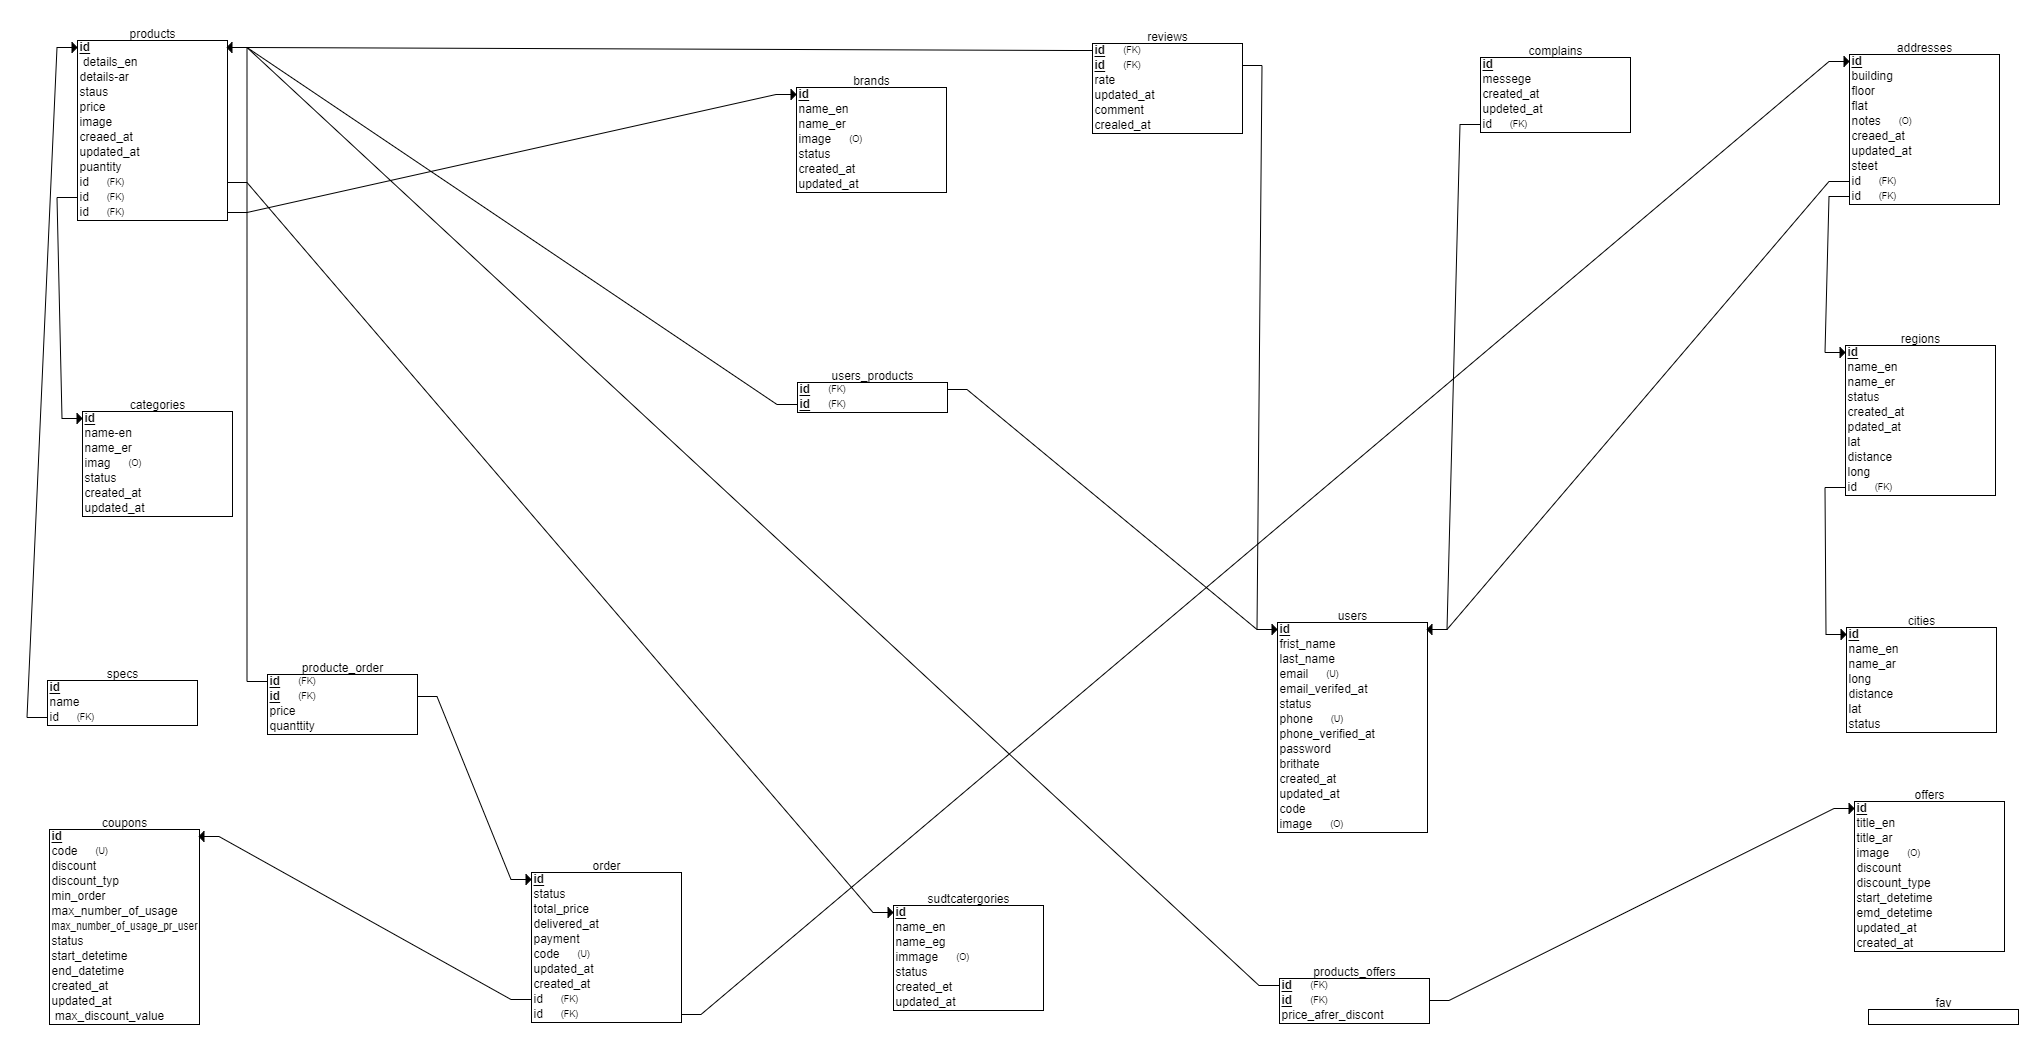 products
id
details_en
details-ar
staus
price
image
creaed_at
updated_at
puantity
id (FK)
id (FK)
id (FK)
brands
id
name_en
name_er
image (O)
status
created_at
updated_at
reviews
id (FK)
id (FK)
rate
updated_at
comment
crealed_at
complains
id
messege
created_at
updeted_at
id (FK)
addresses
id
building
floor
flat
notes (O)
creaed_at
updated_at
steet
id (FK)
id (FK)
regions
id
name_en
name_er
status
created_at
pdated_at
lat
distance
long
id (FK)
users_products
id (FK)
id (FK)
categories
id
name-en
name_er
imag (O)
status
created_at
updated_at
users
id
frist_name
last_name
email (U)
email_verifed_at
status
phone (U)
phone_verified_at
password
brithate
created_at
updated_at
code
image (O)
cities
id
name_en
name_ar
long
distance
lat
status
specs
id
name
id (FK)
producte_order
id (FK)
id (FK)
price
quanttity
coupons
id
code (U)
discount
discount_typ
min_order
max_number_of_usage
max_number_of_usage_pr_user
status
start_detetime
end_datetime
created_at
updated_at
max_discount_value
order
id
status
total_price
delivered_at
payment
code (U)
updated_at
created_at
id (FK)
id (FK)
sudtcatergories
id
name_en
name_eg
immage (O)
status
created_et
updated_at
products_offers
id (FK)
id (FK)
price_afrer_discont
offers
id
title_en
title_ar
image (O)
discount
discount_type
start_detetime
emd_detetime
updated_at
created_at
fav